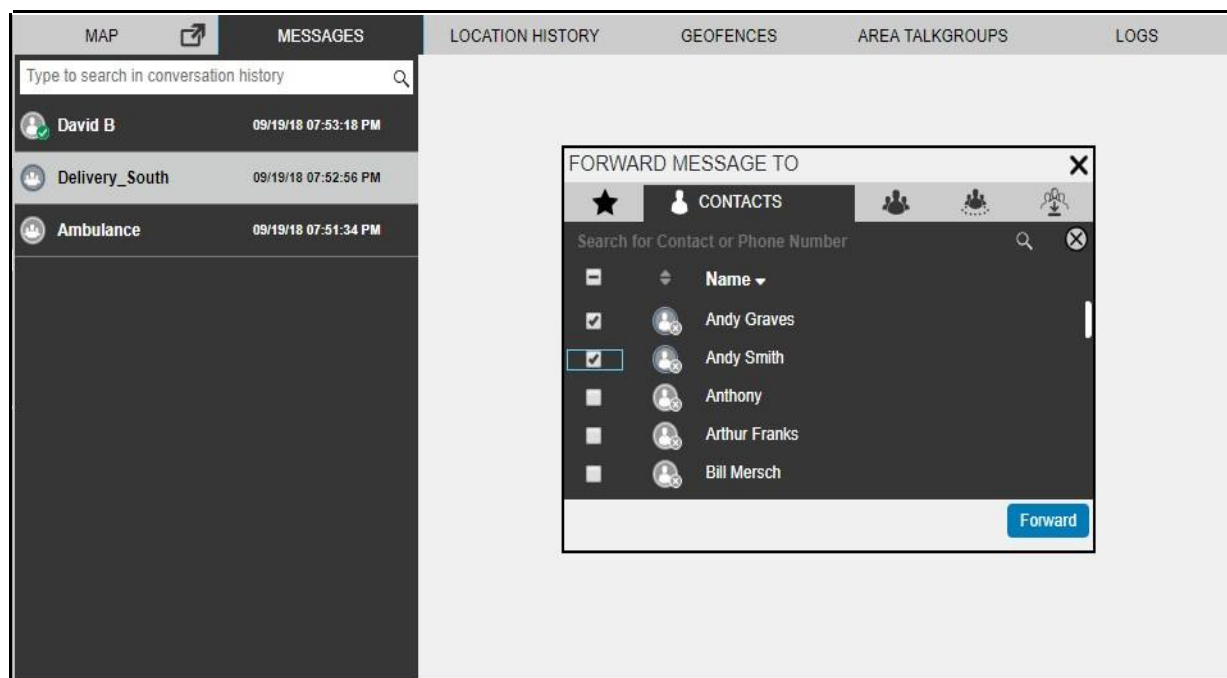 MAP MESSAGES LOCATION HISTORY GEOFENCES AREA TALKGROUPS LOGS
Type to search in conversation history
David B 09/19/18 07:53:18 PM
Delivery_South 09/19/18 07:52:56 PM
Ambulance 09/19/18 07:51:34 PM
FORWARD MESSAGE TO
CONTACTS
Search for Contact or Phone Number
Name
Andy Graves
Andy Smith
Anthony
Arthur Franks
Bill Mersch
Forward